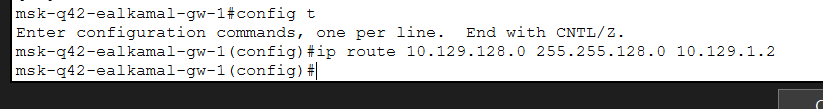 msk-q42-ealkamal-gw-1#config t
Enter configuration commands, one per line.  End with CNTL/Z.
msk-q42-ealkamal-gw-1(config)#ip route 10.129.128.0 255.255.128.0 10.129.1.2
msk-q42-ealkamal-gw-1(config)#